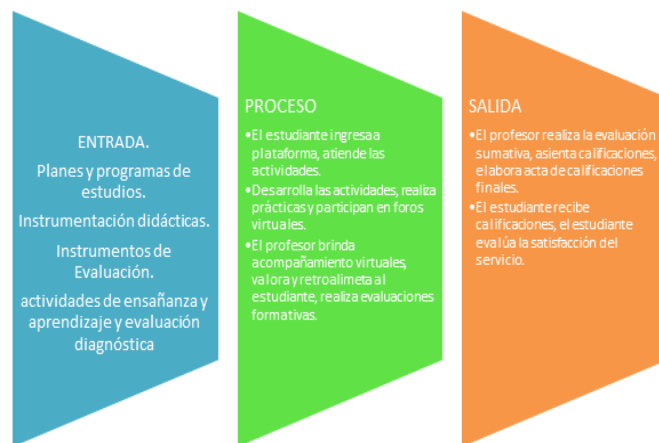 ENTRADA.
Planes y programas de
estudios.
Instrumentación didácticas.
Instrumentos de
Evaluación.
actividades de ensañanza y
aprendizaje y evaluación
diagnóstica
PROCESO
•El estudiante ingresa a
plataforma, atiende las
actividades.
•Desarrolla las actividades, realiza
prácticas y participan en foros
virtuales.
•El profesor brinda
acompañamiento virtuales,
valora y retroalimeta al
estudiante, realiza evaluaciones
formativas.
SALIDA
•El profesor realiza la evaluación
sumativa, asienta calificaciones,
elabora acta de calificaciones
finales.
•El estudiante recibe
calificaciones, el estudiante
evalúa la satisfacción del
servicio.